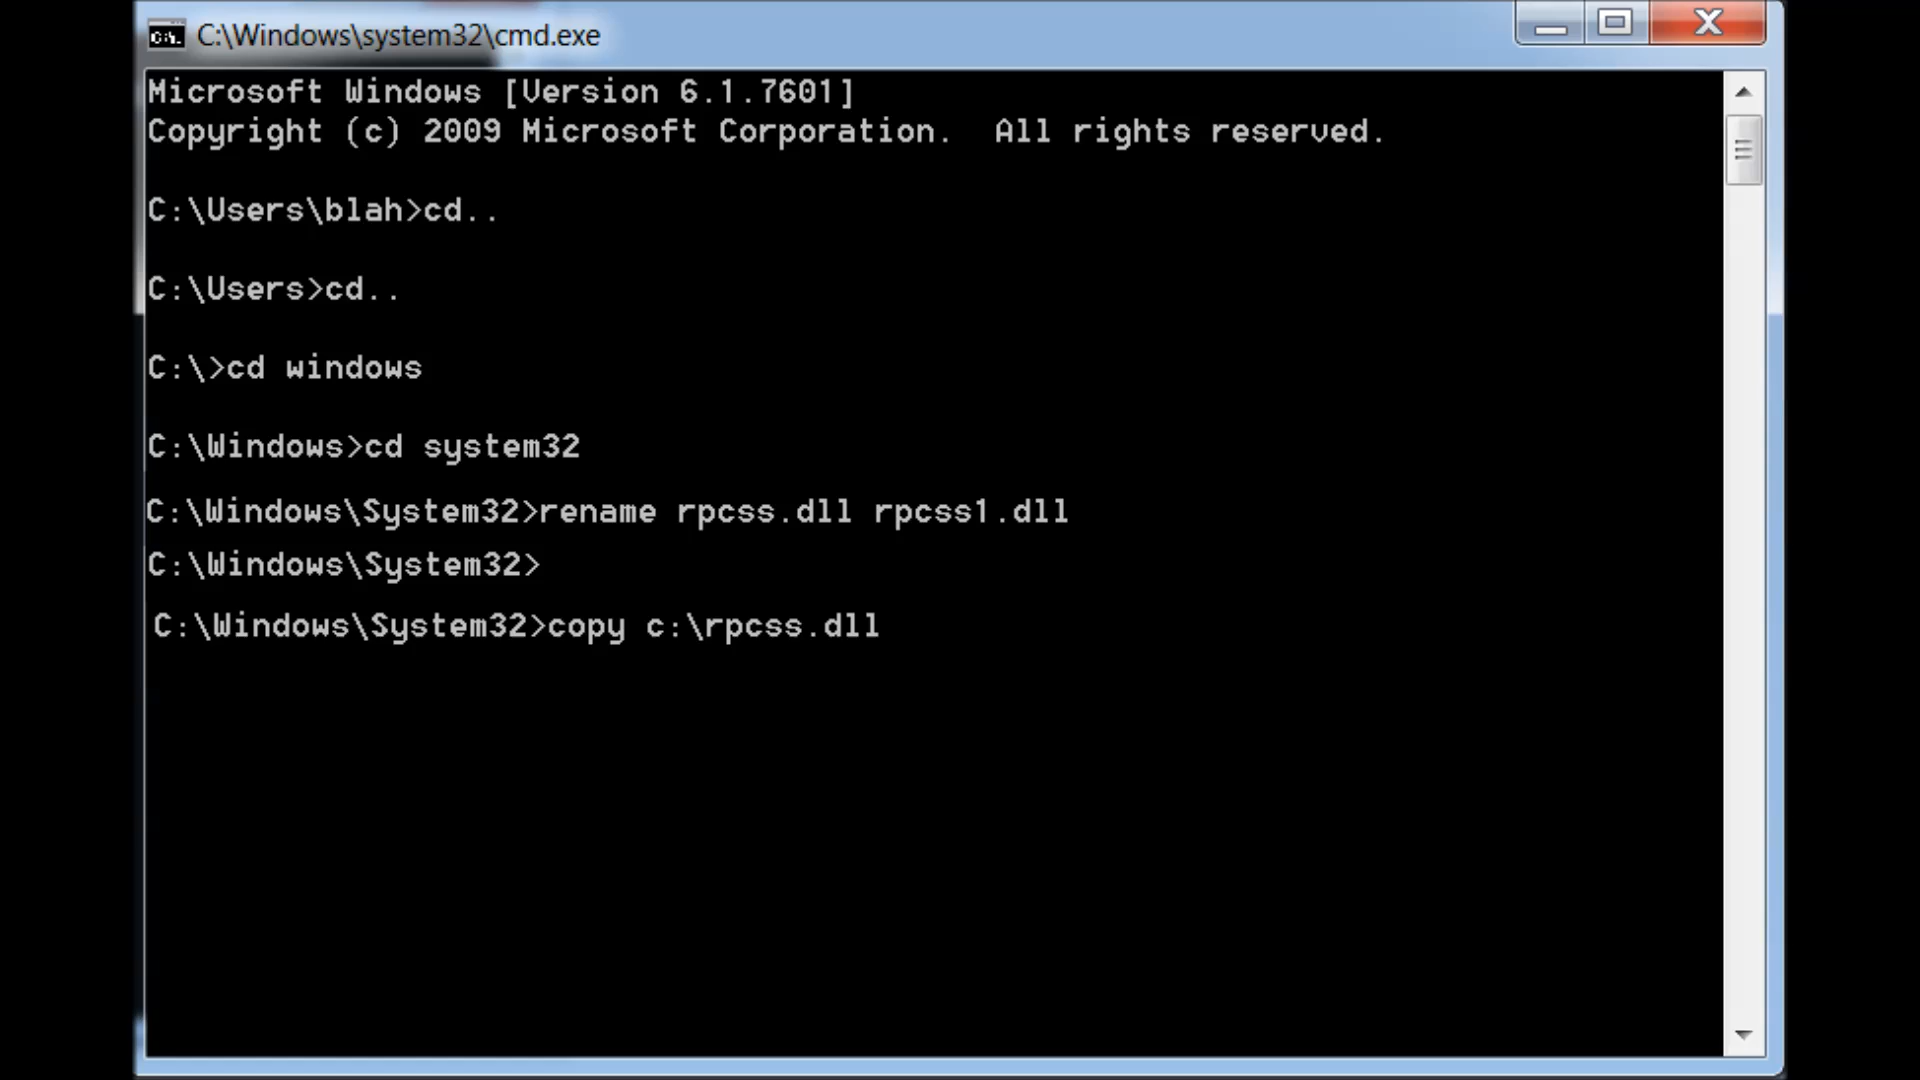 C:\Windows\system32\cmd.exe
Microsoft Windows [Version 6.1.7601]
Copyright (c) 2009 Microsoft Corporation.  All rights reserved.
C:\Users\blah>cd..
C:\Users>cd..
C:\>cd windows
C:\Windows>cd system32
C:\Windows\System32>rename rpcss.dll rpcss1.dll
C:\Windows\System32>
C:\Windows\System32>copy c:\rpcss.dll